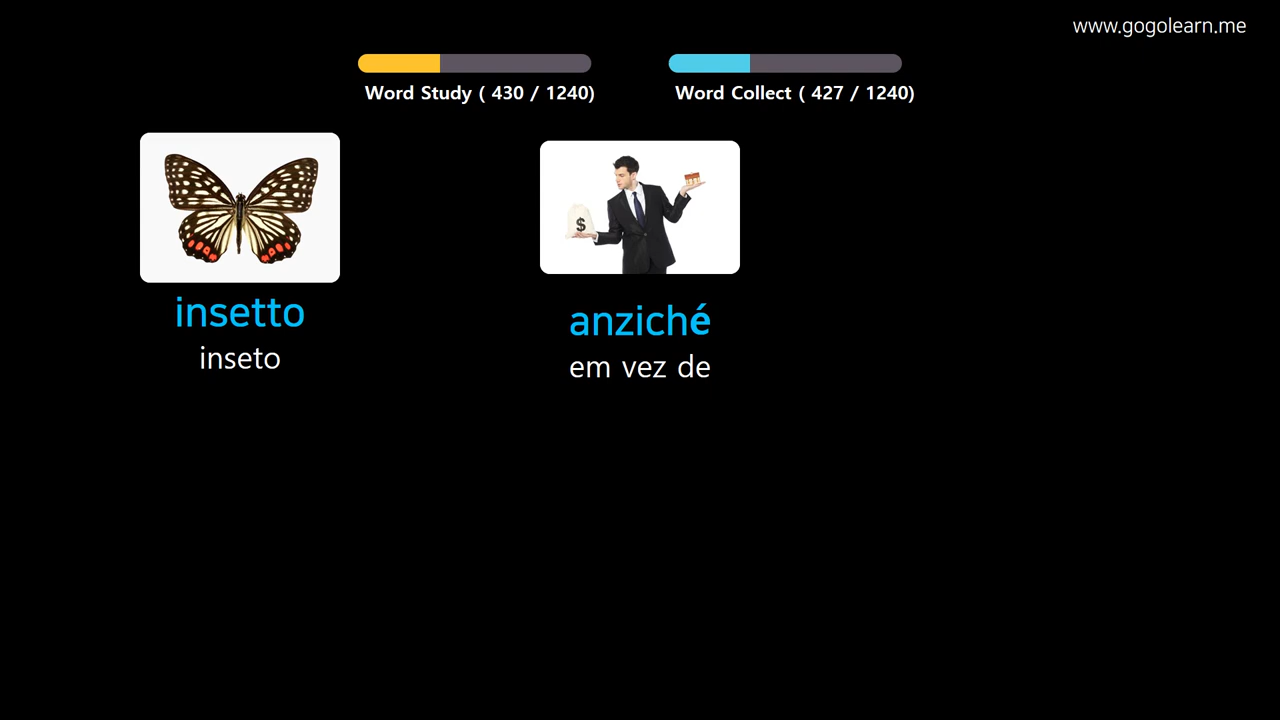 www.gogolearn.me
Word Study ( 430 / 1240)
Word Collect ( 427 / 1240)
$
insetto
inseto
anziché
em vez de